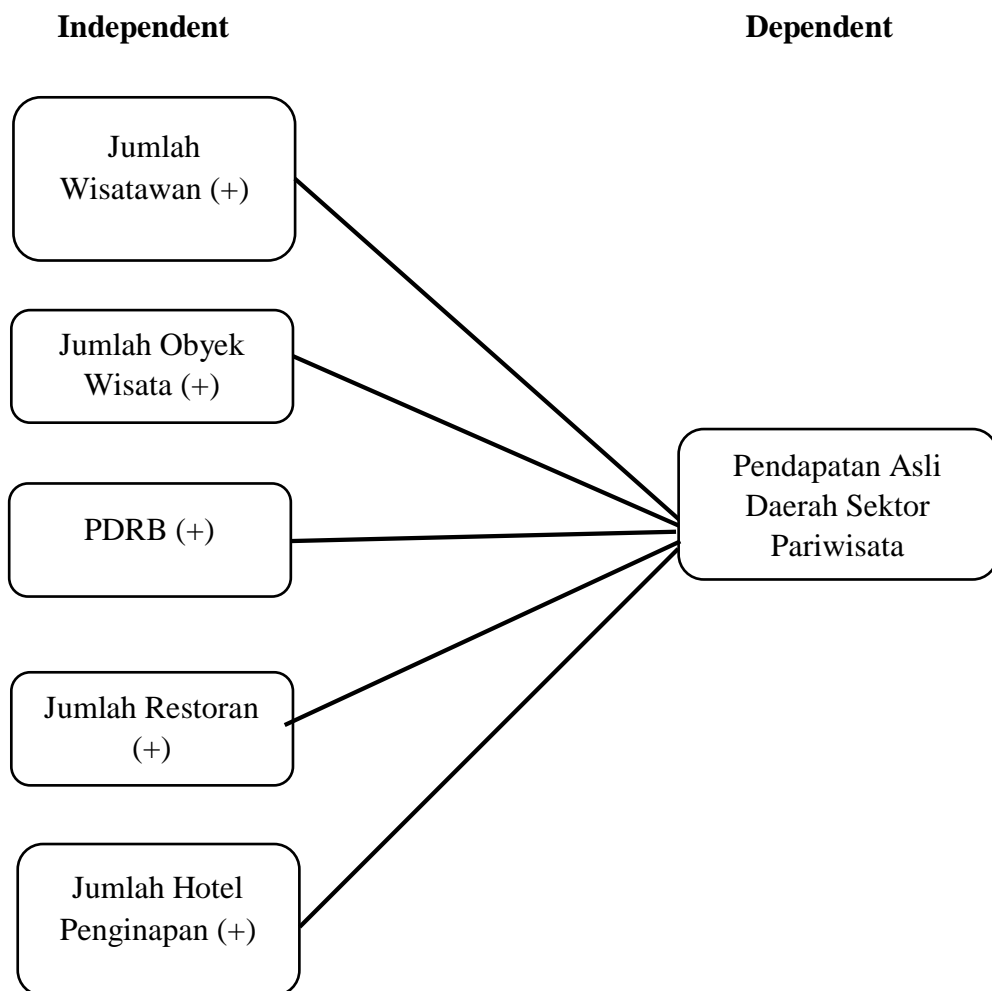 Independent
Dependent
Jumlah
Wisatawan (+)
Jumlah Obyek
Wisata (+)
PDRB (+)
Jumlah Restoran
(+)
Jumlah Hotel
Penginapan (+)
Pendapatan Asli
Daerah Sektor
Pariwisata